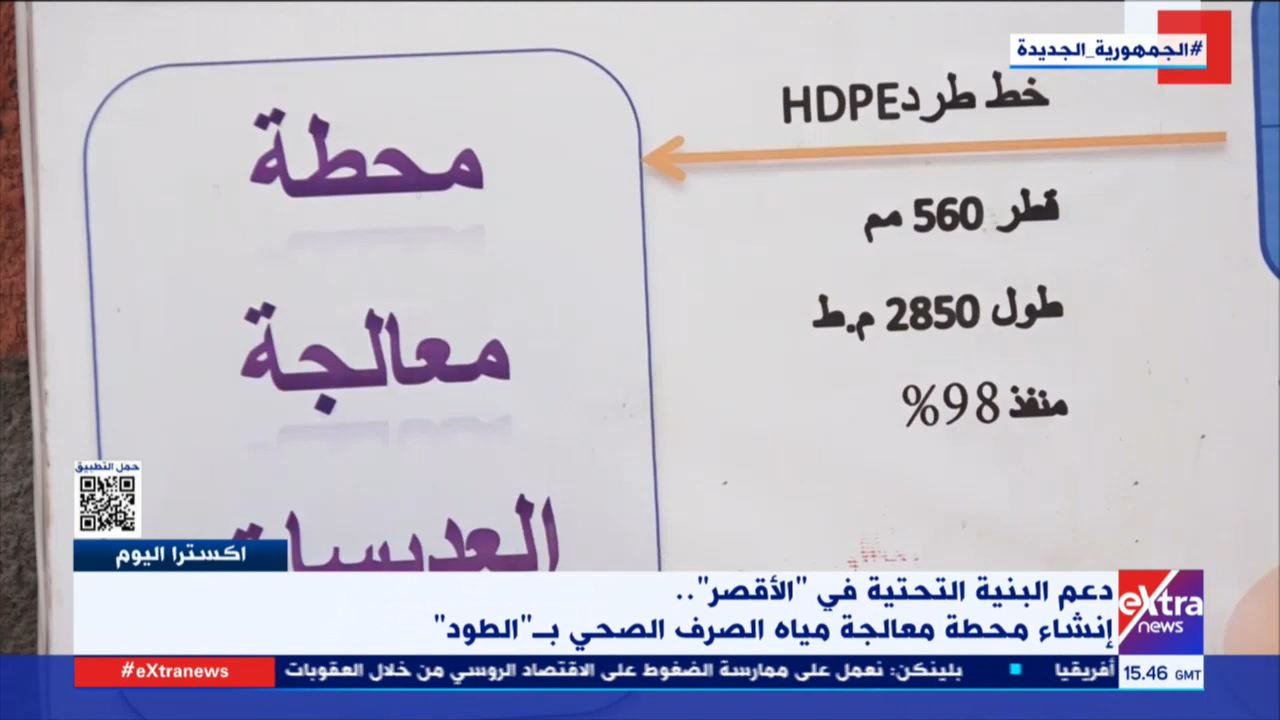 #الجمهورية_الجديدة
خط طردHDPE
قطر 560 مم
طول 2850 م.ط
منفذ 98%
محطة
معالجة
حمل التطبيق
اكسترا اليوم
دعم البنية التحتية في "الأقصر"..
إنشاء محطة معالجة مياه الصرف الصحي بـ"الطود"
eXtra
news
#eXtranews
أفريقيا
بلينكن: نعمل على ممارسة الضغوط على الاقتصاد الروسي من خلال العقوبات
15.46 GMT